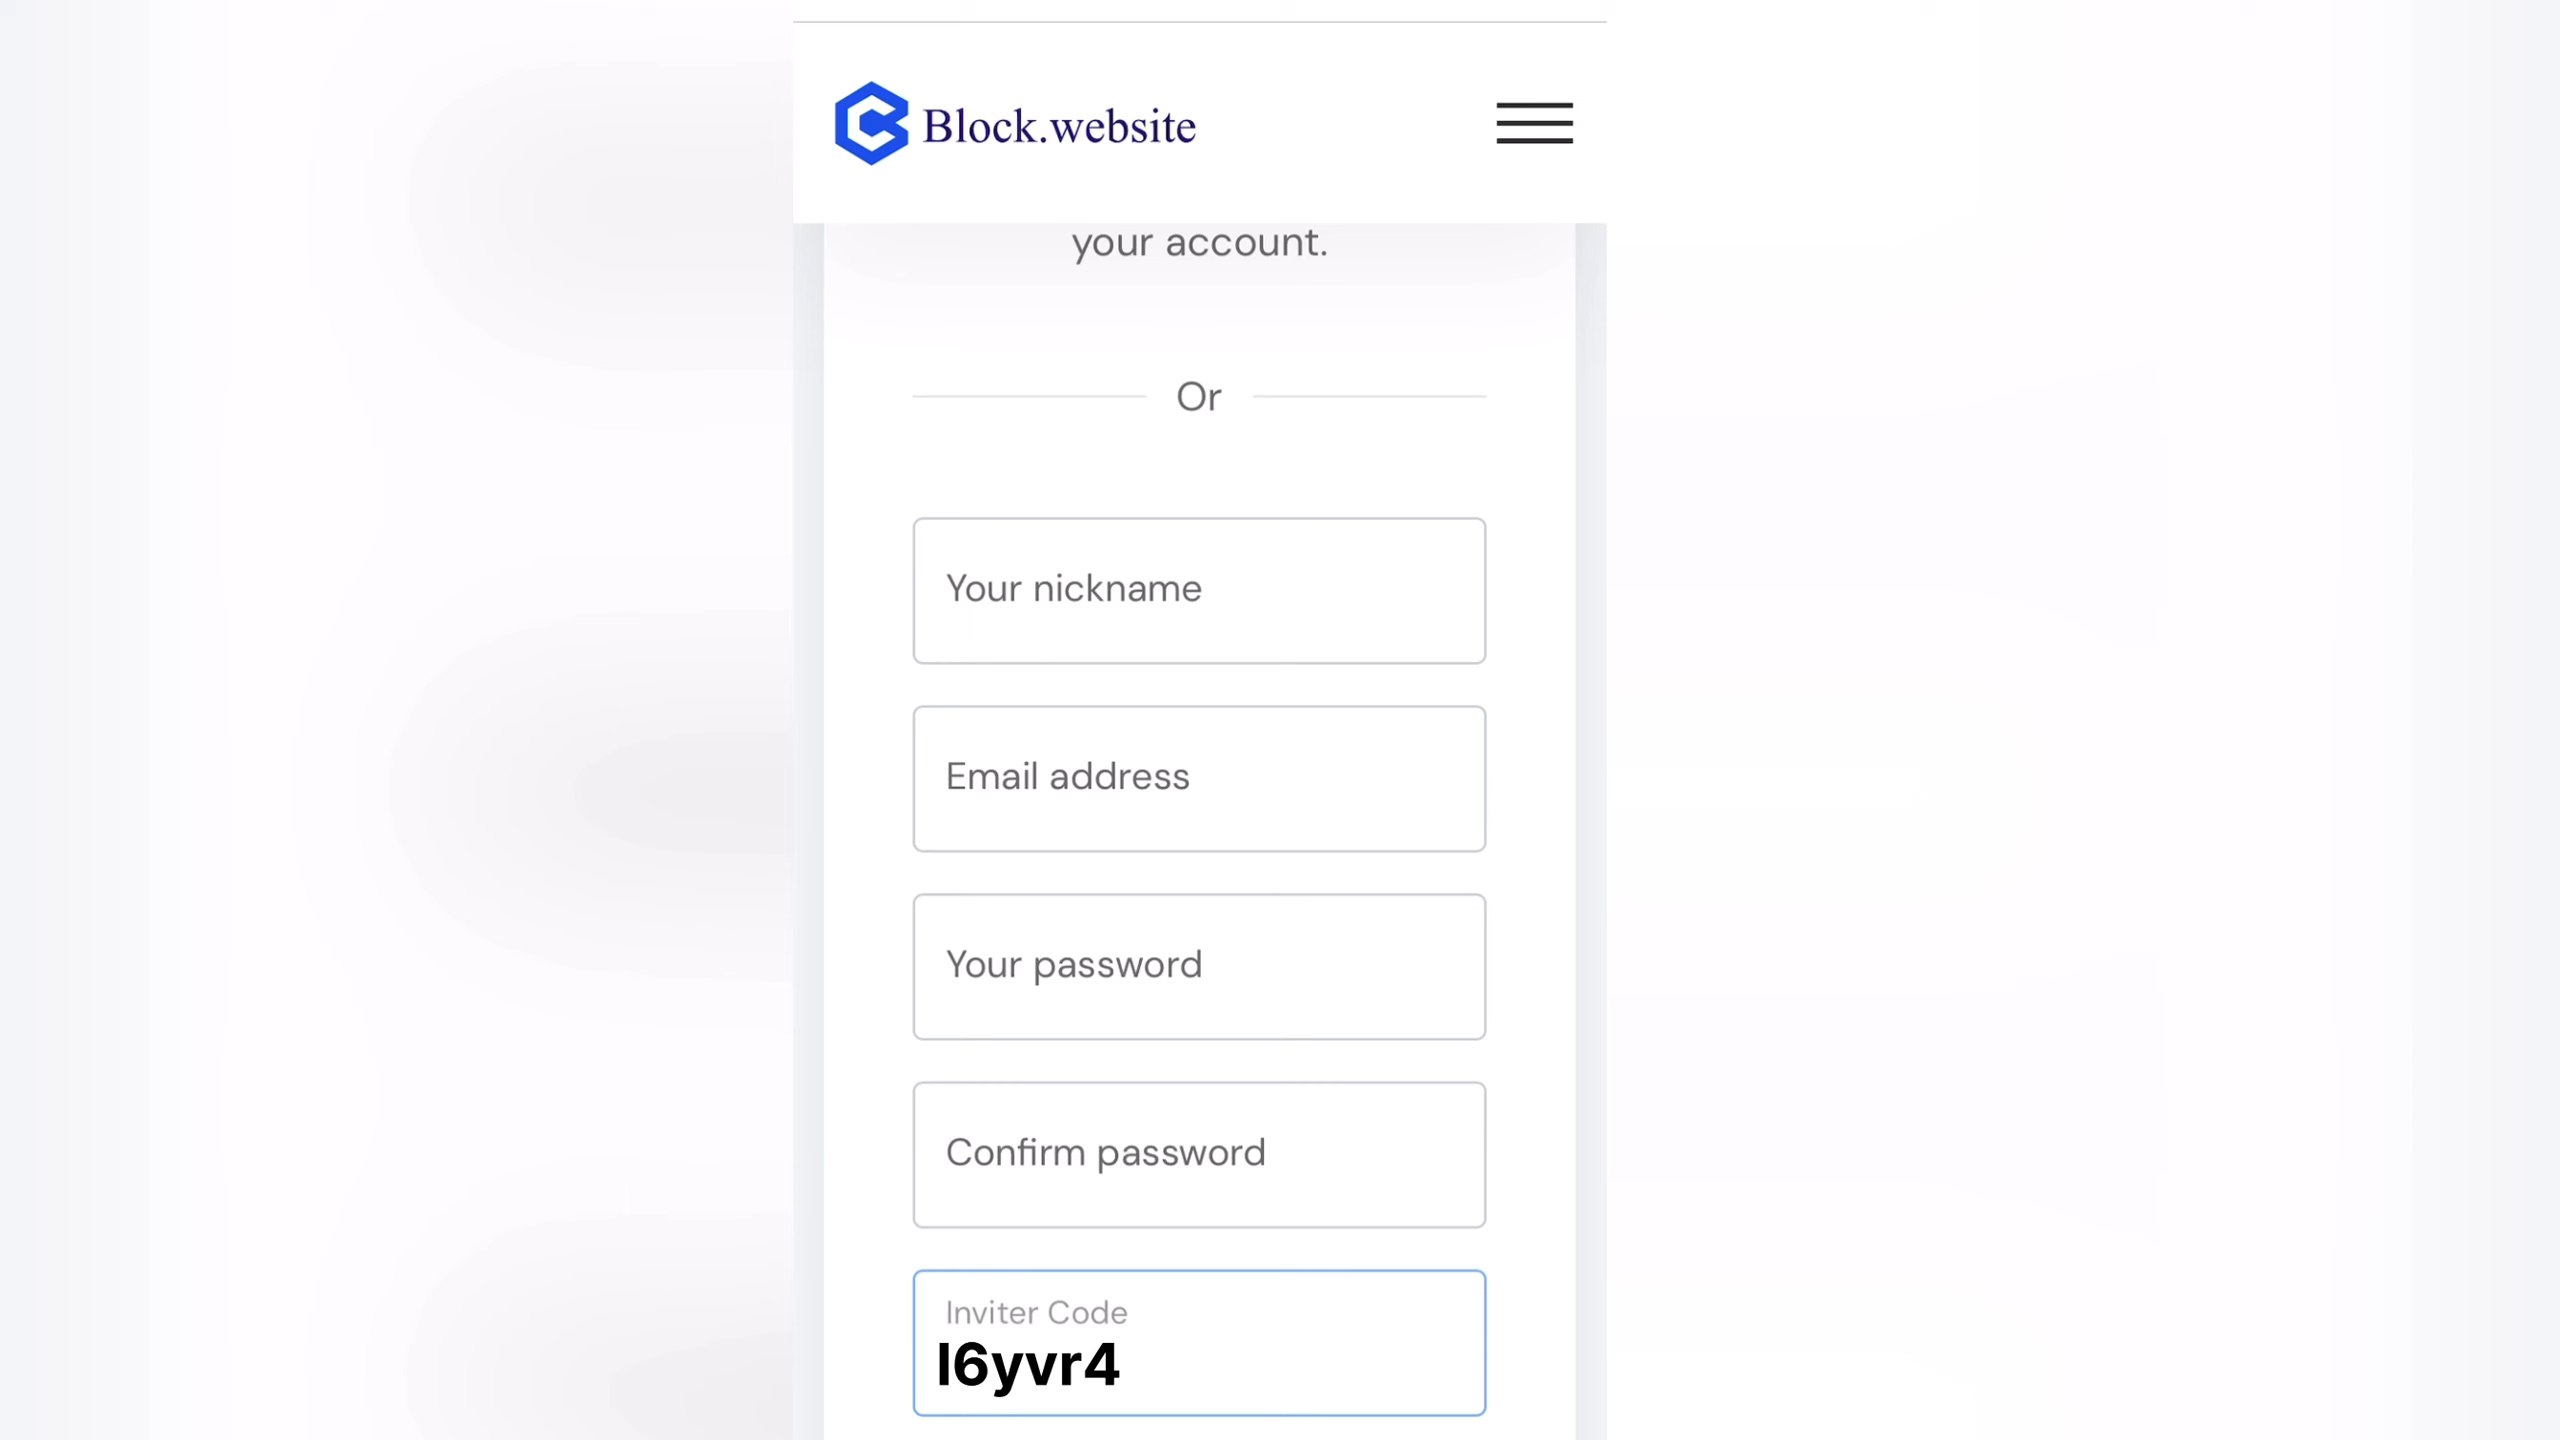 Block.website
your account.
Or
Your nickname
Email address
Your password
Confirm password
Inviter Code
l6yvr4